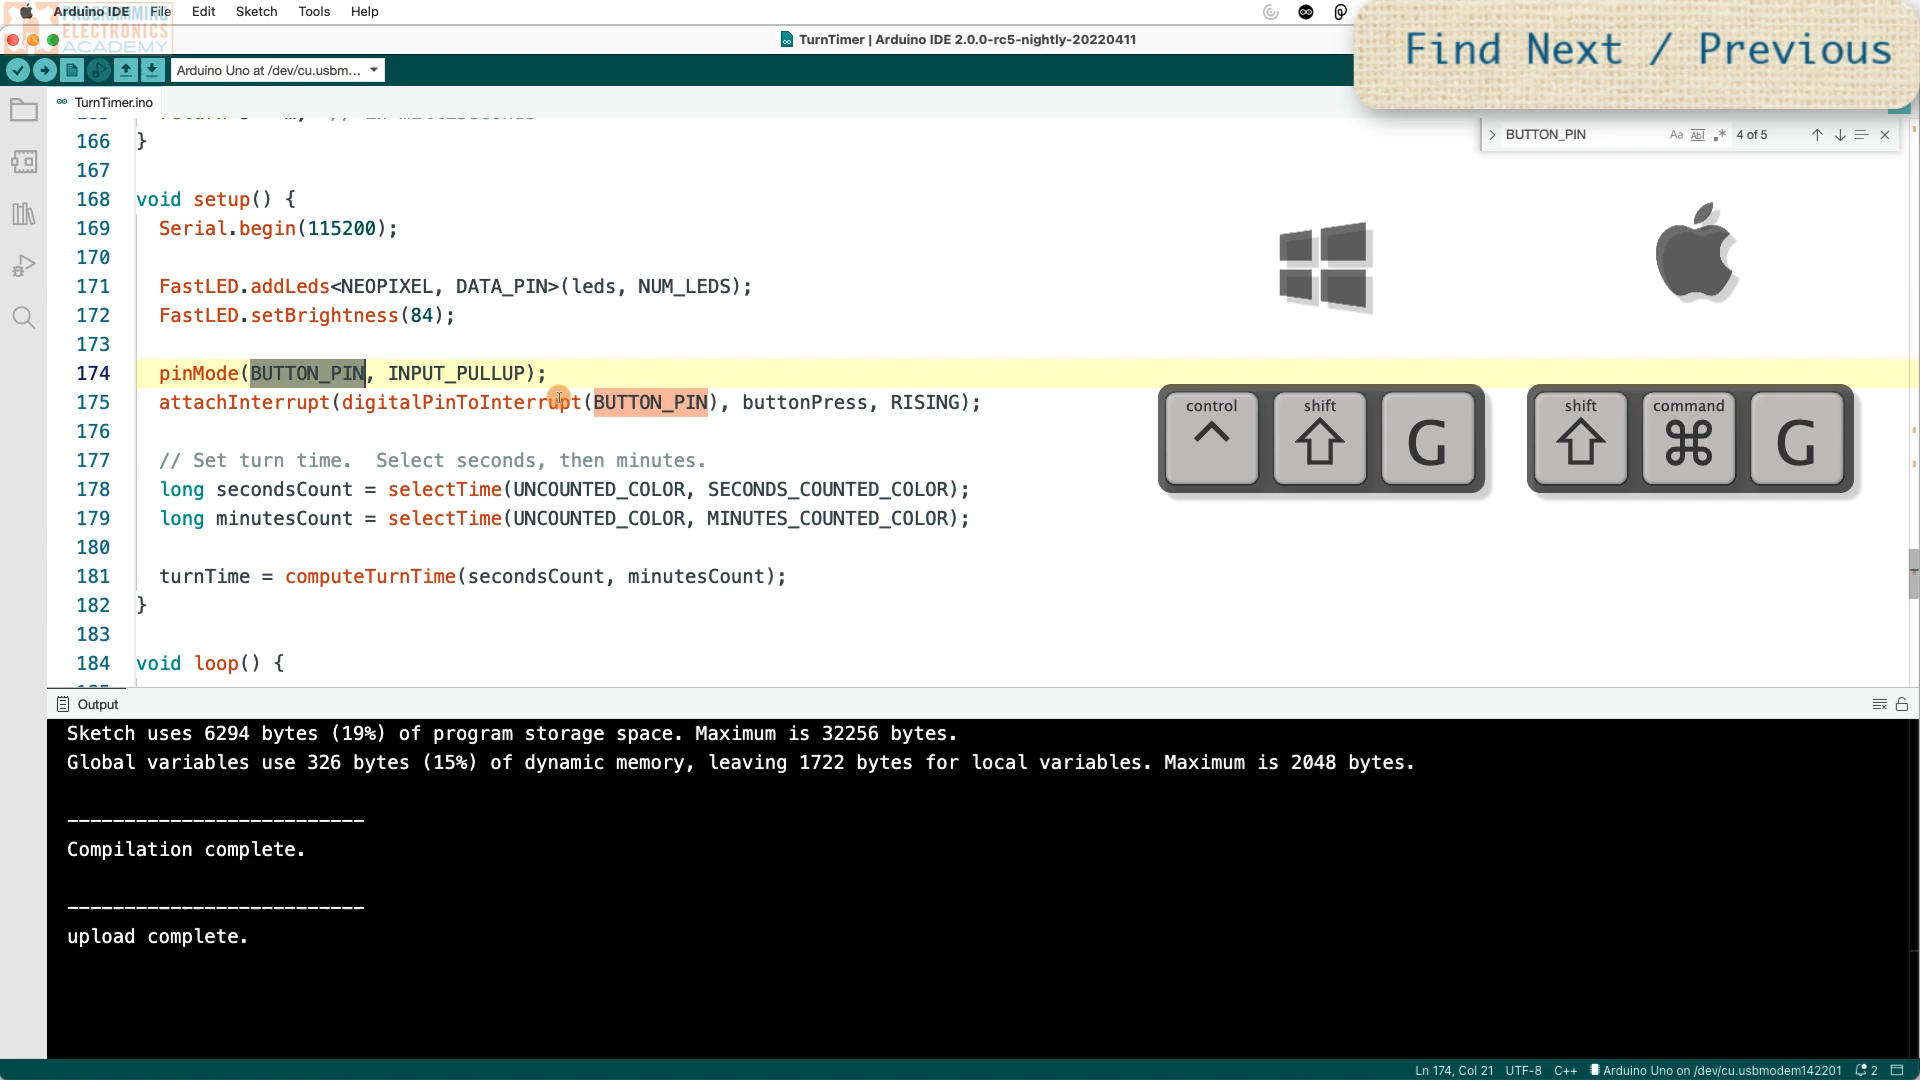 Arduino IDE File Edit Sketch Tools Help
PROGRAMMING
ELECTRONICS
ACADEMY
TurnTimer | Arduino IDE 2.0.0-rc5-nightly-20220411
Find Next / Previous
Arduino Uno at /dev/cu.usbm...
TurnTimer.ino
BUTTON_PIN Aa Abl .* 4 of 5
166 }
167
168 void setup() {
169 Serial.begin(115200);
170
171 FastLED.addLeds<NEOPIXEL, DATA_PIN>(leds, NUM_LEDS);
172 FastLED.setBrightness(84);
173
174 pinMode(BUTTON_PIN, INPUT_PULLUP);
175 attachInterrupt(digitalPinToInterrupt(BUTTON_PIN), buttonPress, RISING);
176
177 // Set turn time.  Select seconds, then minutes.
178 long secondsCount = selectTime(UNCOUNTED_COLOR, SECONDS_COUNTED_COLOR);
179 long minutesCount = selectTime(UNCOUNTED_COLOR, MINUTES_COUNTED_COLOR);
180
181 turnTime = computeTurnTime(secondsCount, minutesCount);
182 }
183
184 void loop() {
control shift G
shift command G
Output
Sketch uses 6294 bytes (19%) of program storage space. Maximum is 32256 bytes.
Global variables use 326 bytes (15%) of dynamic memory, leaving 1722 bytes for local variables. Maximum is 2048 bytes.
--------------------------
Compilation complete.
--------------------------
upload complete.
Ln 174, Col 21 UTF-8 C++ Arduino Uno on /dev/cu.usbmodem142201 2